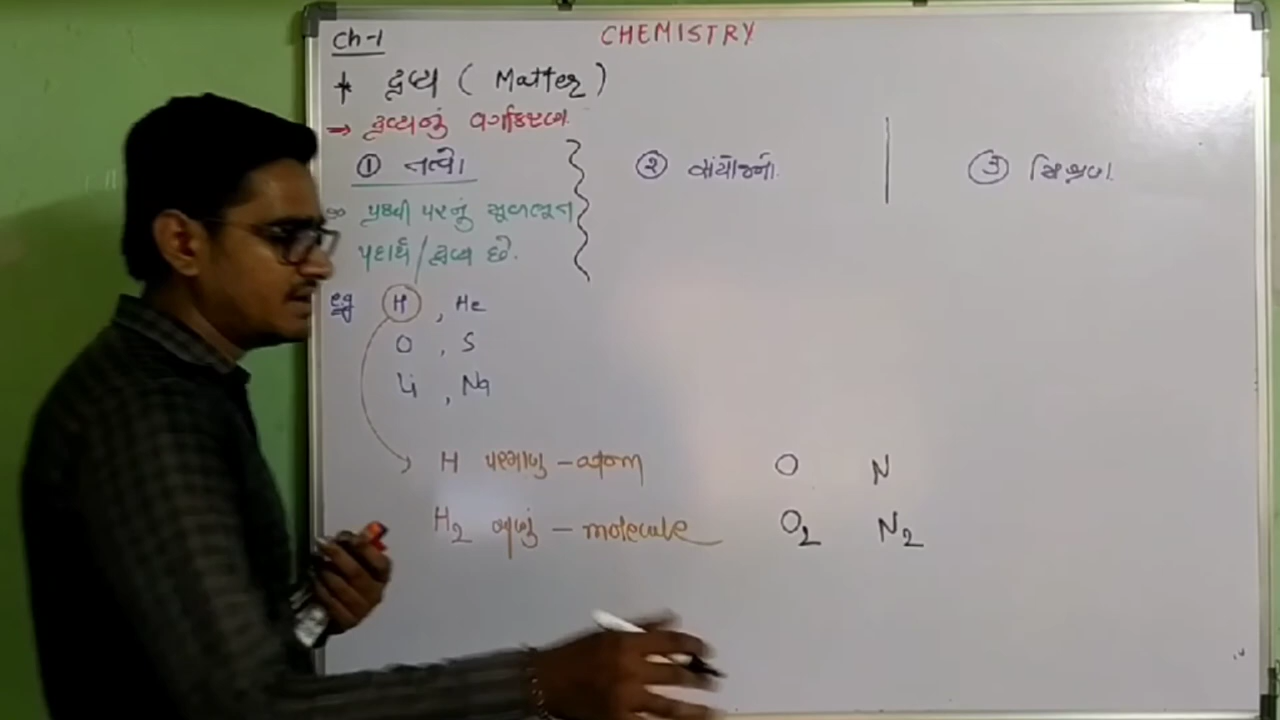 Ch-1
CHEMISTRY
* દ્રવ્ય ( Matter )
→ દ્રવ્યનું વર્ગીકરણ
① તત્વો
② સંયોજનો.
③ મિશ્રણ.
પૃથ્વી પરનું મૂળભૂત
પદાર્થ / દ્રવ્ય છે.
eg H , He
O , S
Li , Na
H પરમાણુ – atom O N
H₂ અણું – molecule O₂ N₂